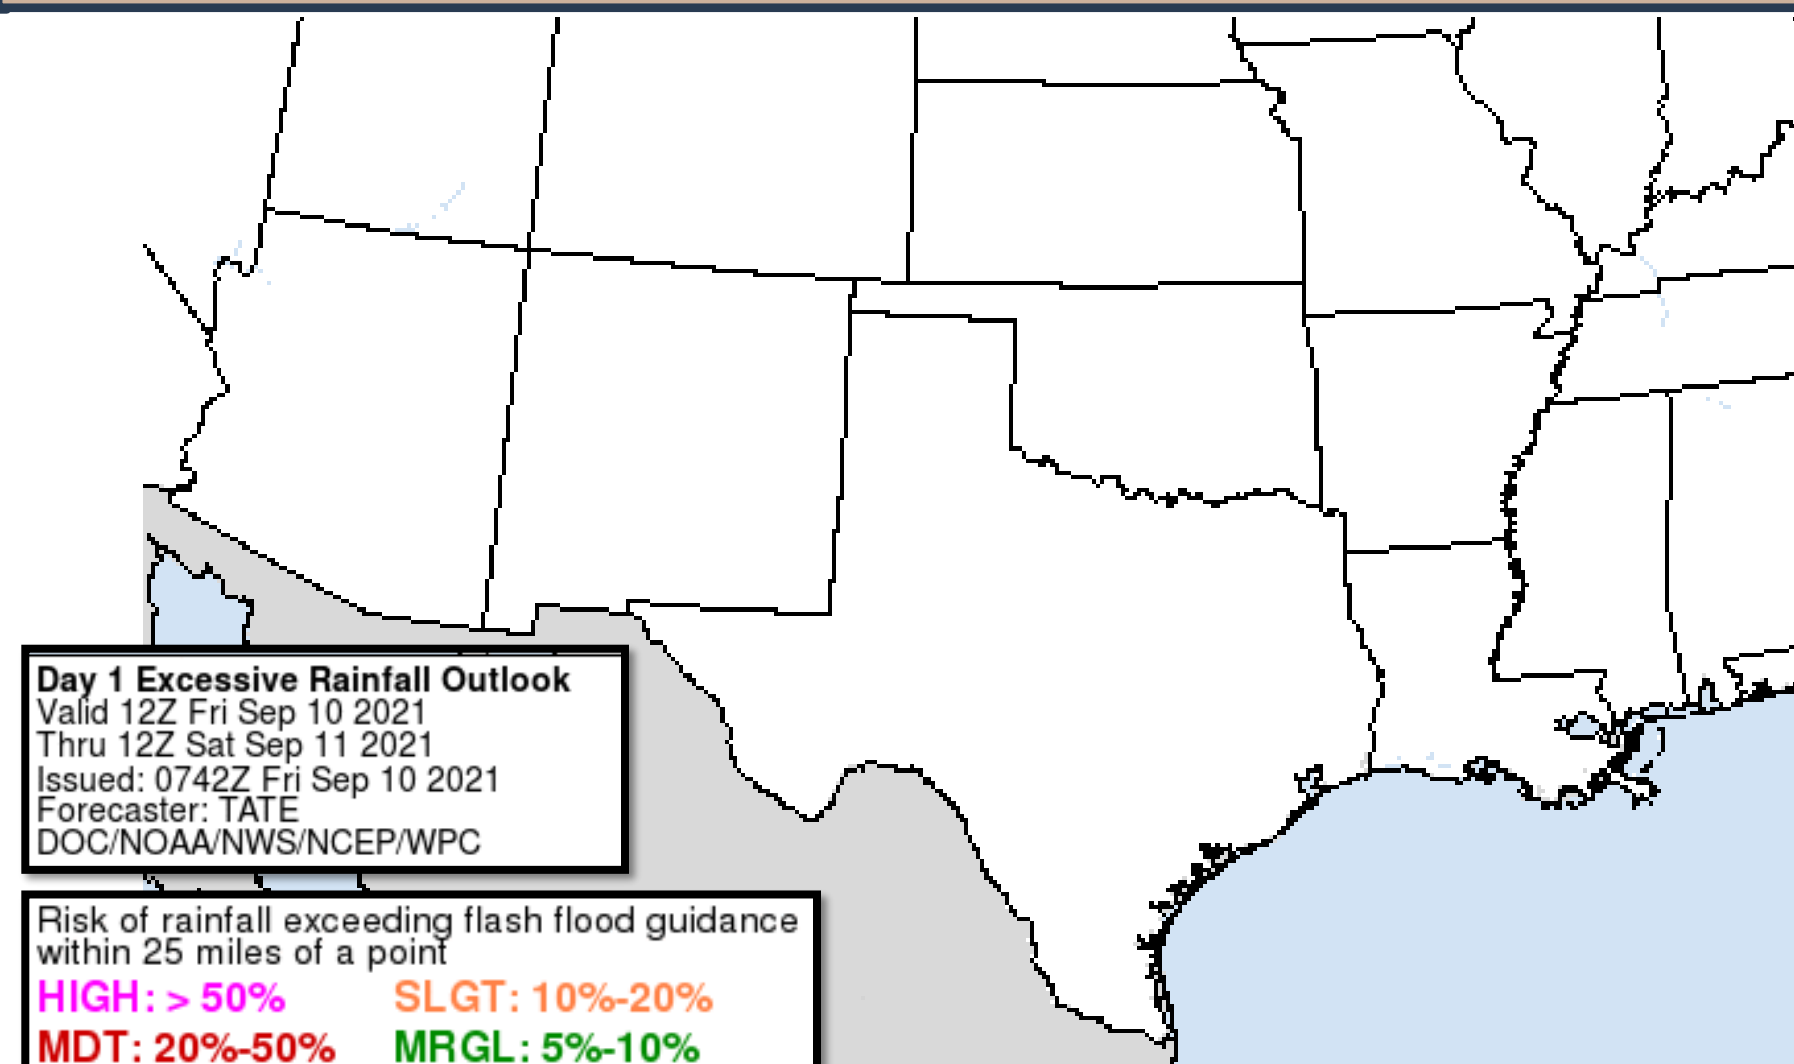 Day 1 Excessive Rainfall Outlook
Valid 12Z Fri Sep 10 2021
Thru 12Z Sat Sep 11 2021
Issued: 0742Z Fri Sep 10 2021
Forecaster: TATE
DOC/NOAA/NWS/NCEP/WPC
Risk of rainfall exceeding flash flood guidance
within 25 miles of a point
HIGH: > 50% SLGT: 10%-20%
MDT: 20%-50% MRGL: 5%-10%